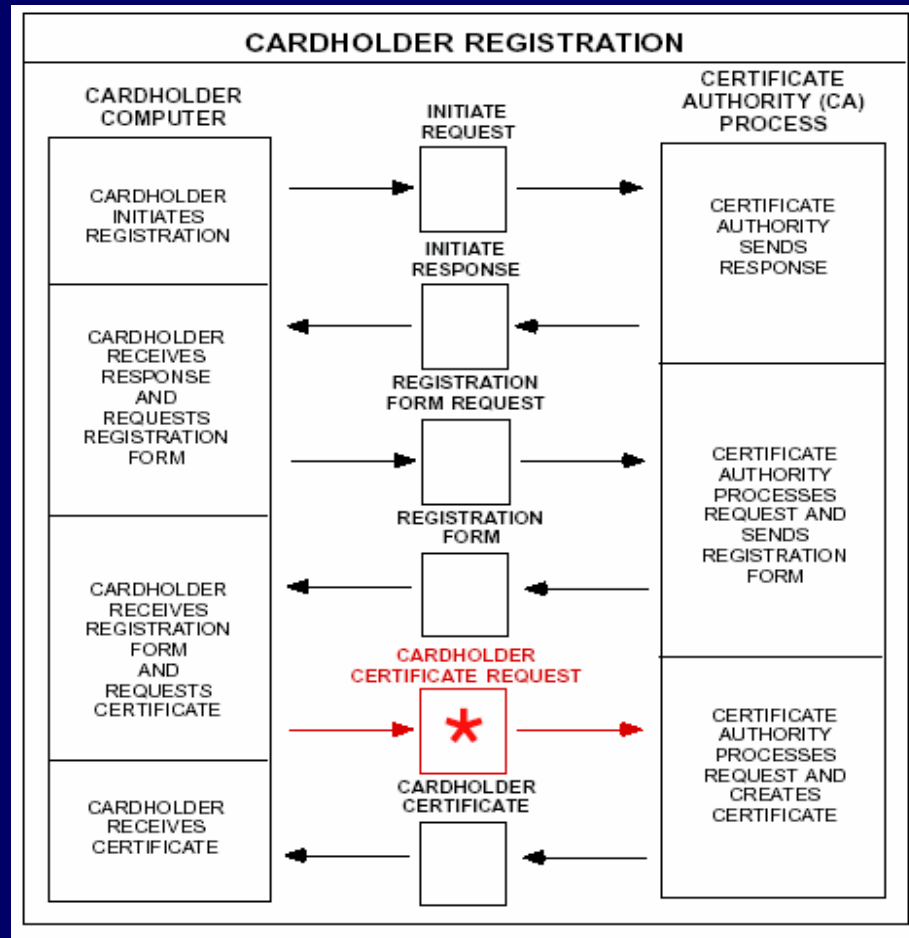 CARDHOLDER REGISTRATION
CARDHOLDER
COMPUTER
CARDHOLDER
INITIATES
REGISTRATION
CARDHOLDER
RECEIVES
RESPONSE
AND
REQUESTS
REGISTRATION
FORM
CARDHOLDER
RECEIVES
REGISTRATION
FORM
AND
REQUESTS
CERTIFICATE
CARDHOLDER
RECEIVES
CERTIFICATE
INITIATE
REQUEST
INITIATE
RESPONSE
REGISTRATION
FORM REQUEST
REGISTRATION
FORM
CARDHOLDER
CERTIFICATE REQUEST
*
CARDHOLDER
CERTIFICATE
CERTIFICATE
AUTHORITY (CA)
PROCESS
CERTIFICATE
AUTHORITY
SENDS
RESPONSE
CERTIFICATE
AUTHORITY
PROCESSES
REQUEST AND
SENDS
REGISTRATION
FORM
CERTIFICATE
AUTHORITY
PROCESSES
REQUEST AND
CREATES
CERTIFICATE